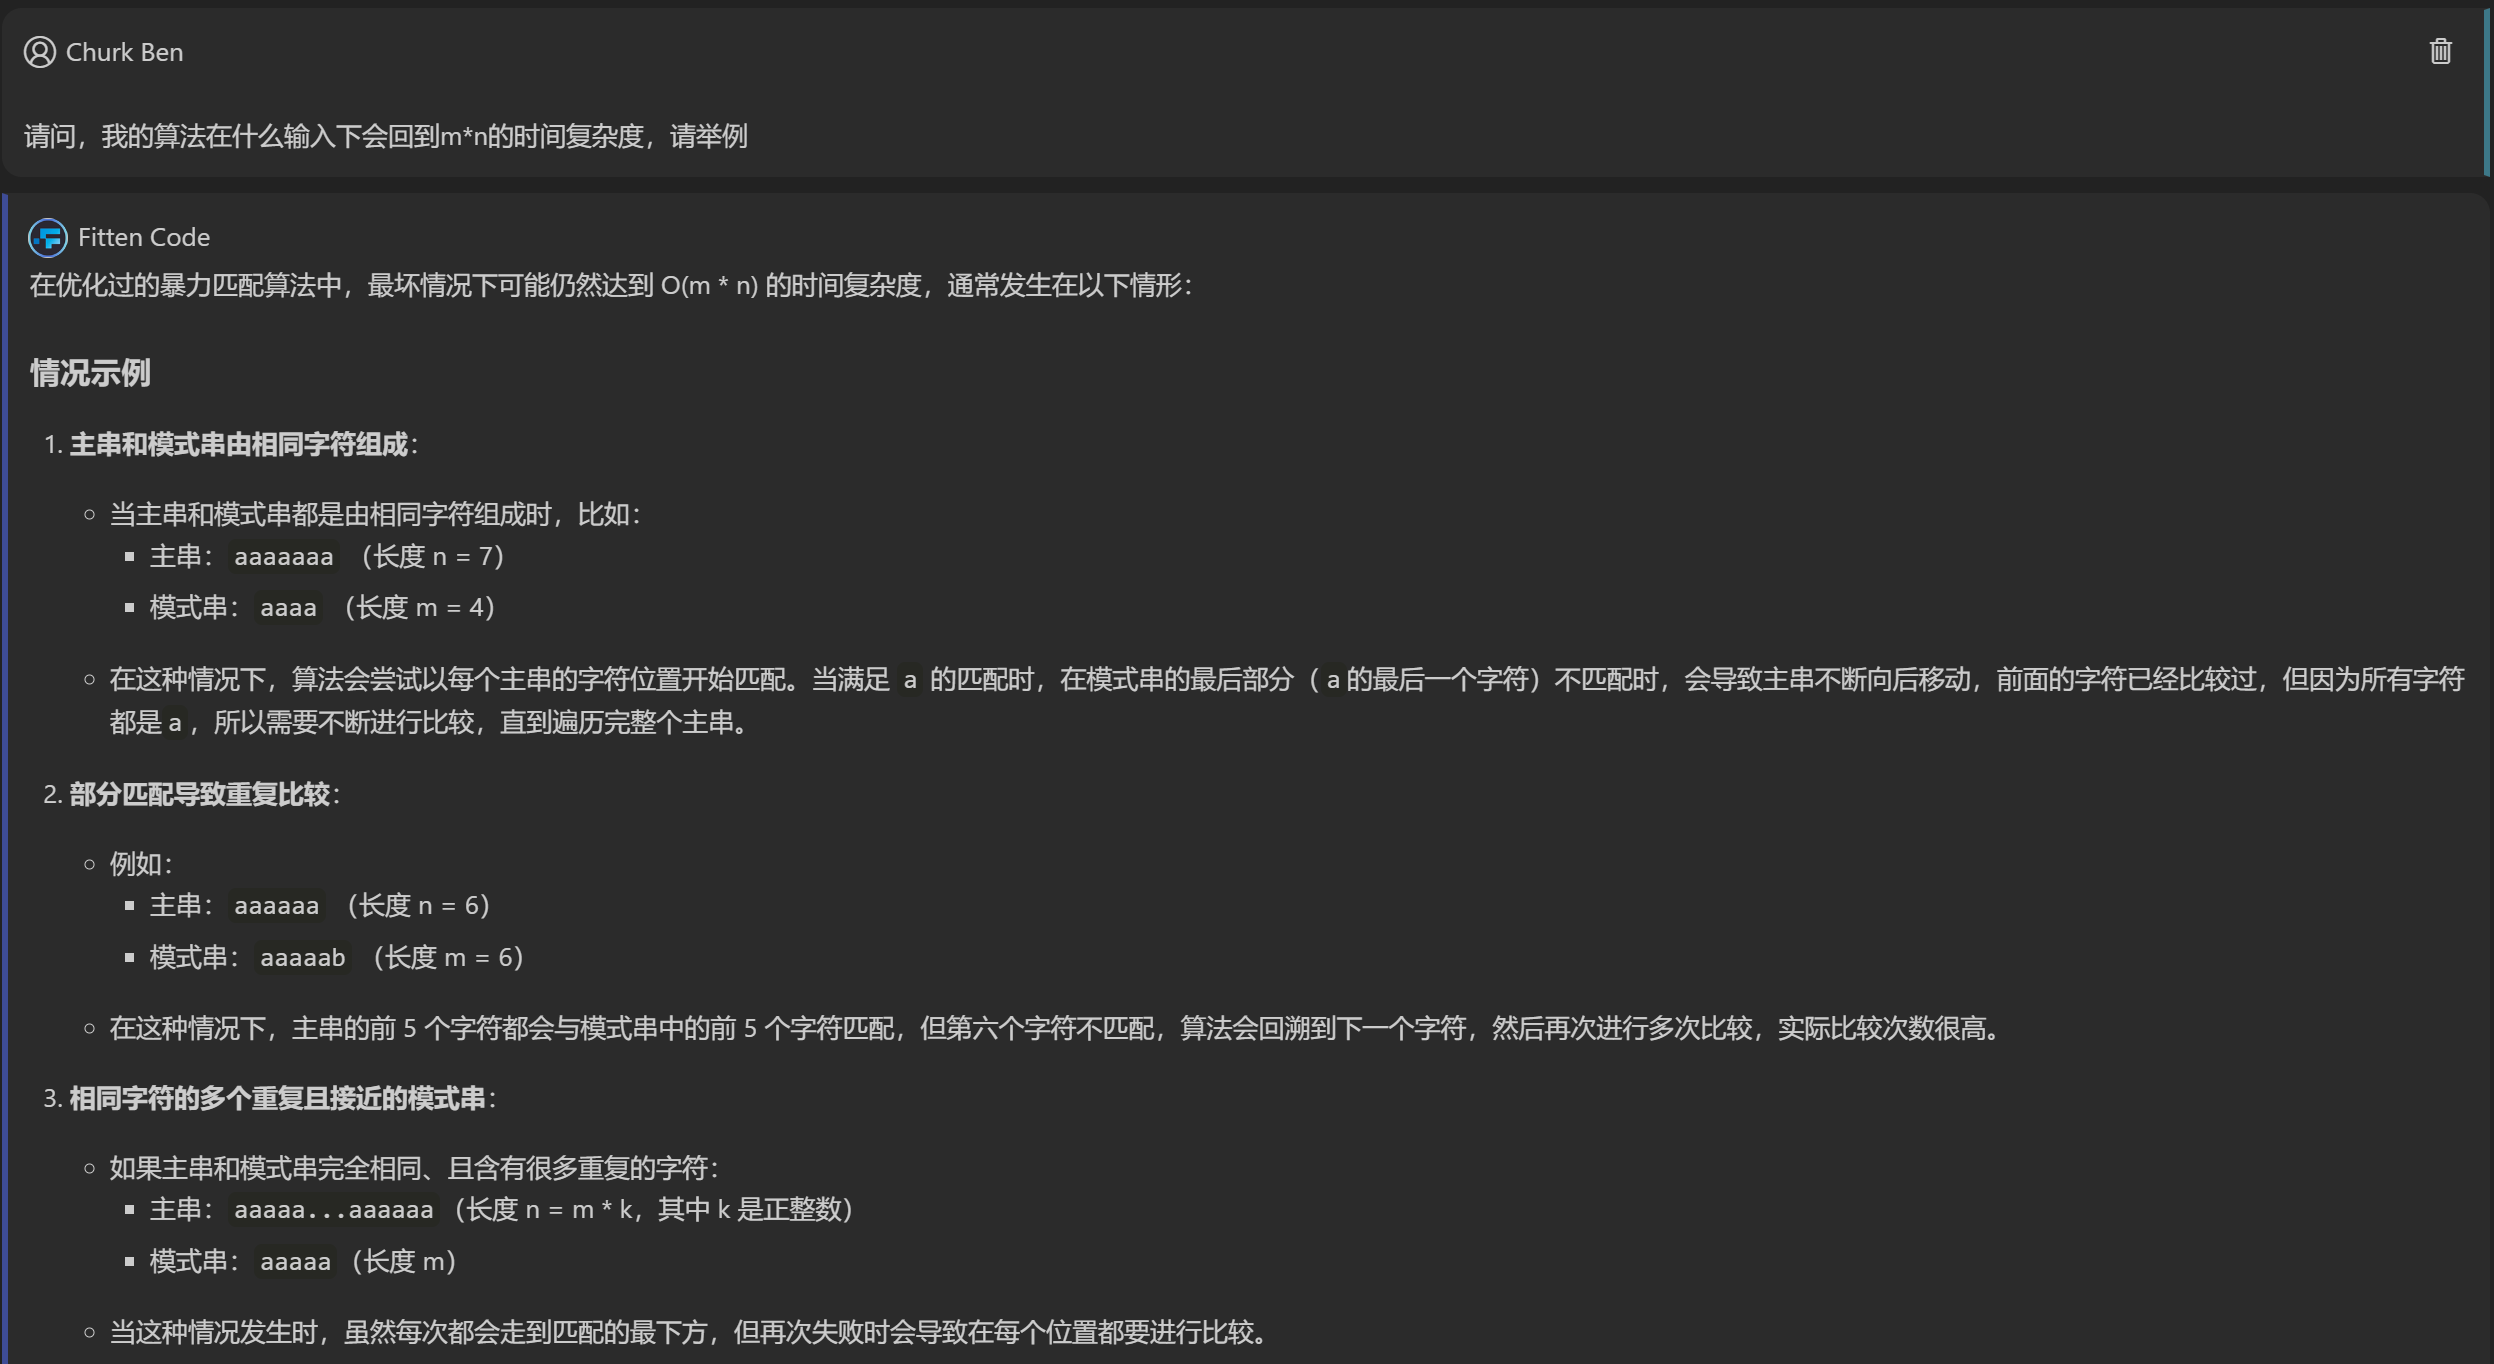 Churk Ben
请问，我的算法在什么输入下会回到m*n的时间复杂度，请举例
Fitten Code
在优化过的暴力匹配算法中，最坏情况下可能仍然达到 O(m * n) 的时间复杂度，通常发生在以下情形：
情况示例
1. 主串和模式串由相同字符组成：
当主串和模式串都是由相同字符组成时，比如：
主串： aaaaaaa （长度 n = 7）
模式串： aaaa （长度 m = 4）
在这种情况下，算法会尝试以每个主串的字符位置开始匹配。当满足 a 的匹配时，在模式串的最后部分（ a 的最后一个字符）不匹配时，会导致主串不断向后移动，前面的字符已经比较过，但因为所有字符
都是 a ，所以需要不断进行比较，直到遍历完整个主串。
2. 部分匹配导致重复比较：
例如：
主串： aaaaaa （长度 n = 6）
模式串： aaaaab （长度 m = 6）
在这种情况下，主串的前 5 个字符都会与模式串中的前 5 个字符匹配，但第六个字符不匹配，算法会回溯到下一个字符，然后再次进行多次比较，实际比较次数很高。
3. 相同字符的多个重复且接近的模式串：
如果主串和模式串完全相同、且含有很多重复的字符：
主串： aaaaa...aaaaaa （长度 n = m * k，其中 k 是正整数）
模式串： aaaaa （长度 m）
当这种情况发生时，虽然每次都会走到匹配的最下方，但再次失败时会导致在每个位置都要进行比较。